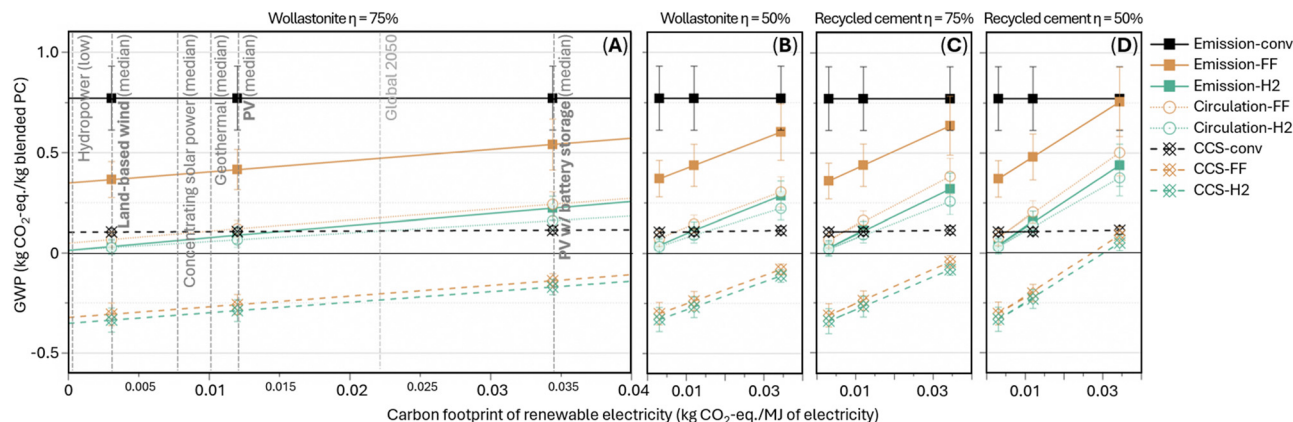 Wollastonite η = 75%
Wollastonite η = 50%
Recycled cement η = 75%
Recycled cement η = 50%
(A)
(B)
(C)
(D)
GWP (kg CO₂-eq./kg blended PC)
1.0
0.5
0
-0.5
Hydropower (low)
Land-based wind (median)
Concentrating solar power (median)
Geothermal (median)
PV (median)
Global 2050
PV w/ battery storage (median)
0
0.005
0.01
0.015
0.02
0.025
0.03
0.035
0.04
0.01
0.03
0.01
0.03
0.01
0.03
Carbon footprint of renewable electricity (kg CO₂-eq./MJ of electricity)
Emission-conv
Emission-FF
Emission-H2
Circulation-FF
Circulation-H2
CCS-conv
CCS-FF
CCS-H2